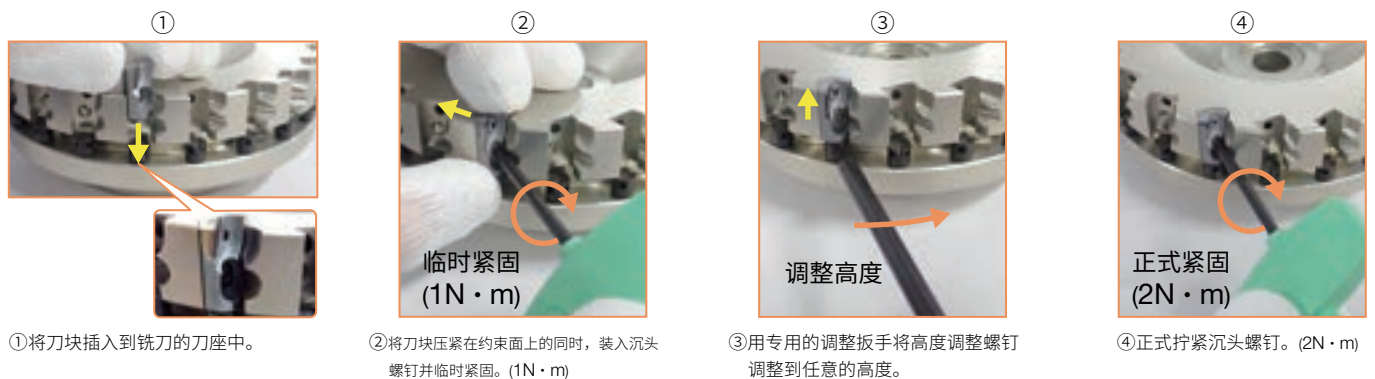 ①
②
③
④
临时紧固
(1N・m)
调整高度
正式紧固
(2N・m)
①将刀块插入到铣刀的刀座中。
②将刀块压紧在约束面上的同时，装入沉头
螺钉并临时紧固。(1N・m)
③用专用的调整扳手将高度调整螺钉
调整到任意的高度。
④正式拧紧沉头螺钉。(2N・m)